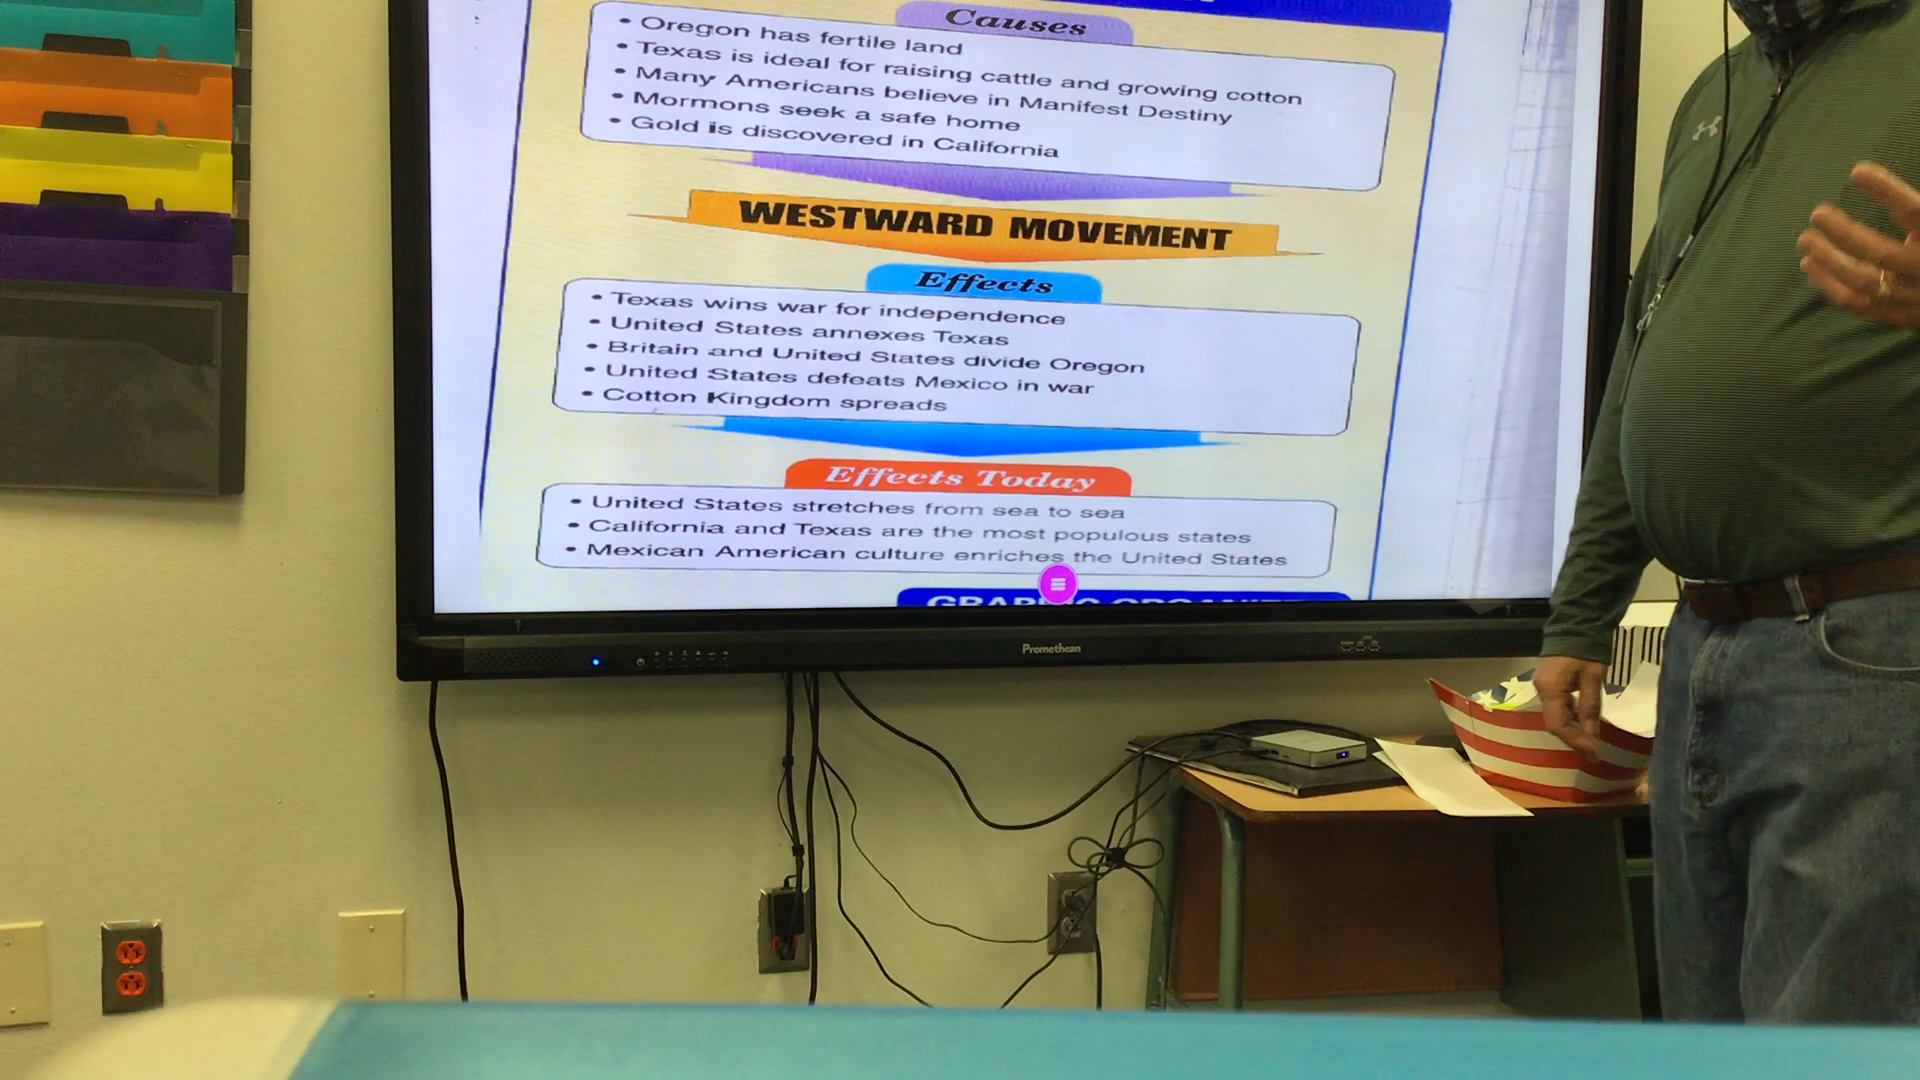 Causes
• Oregon has fertile land
• Texas is ideal for raising cattle and growing cotton
• Many Americans believe in Manifest Destiny
• Mormons seek a safe home
• Gold is discovered in California
WESTWARD MOVEMENT
Effects
• Texas wins war for independence
• United States annexes Texas
• Britain and United States divide Oregon
• United States defeats Mexico in war
• Cotton Kingdom spreads
Effects Today
• United States stretches from sea to sea
• California and Texas are the most populous states
• Mexican American culture enriches the United States
Promethean